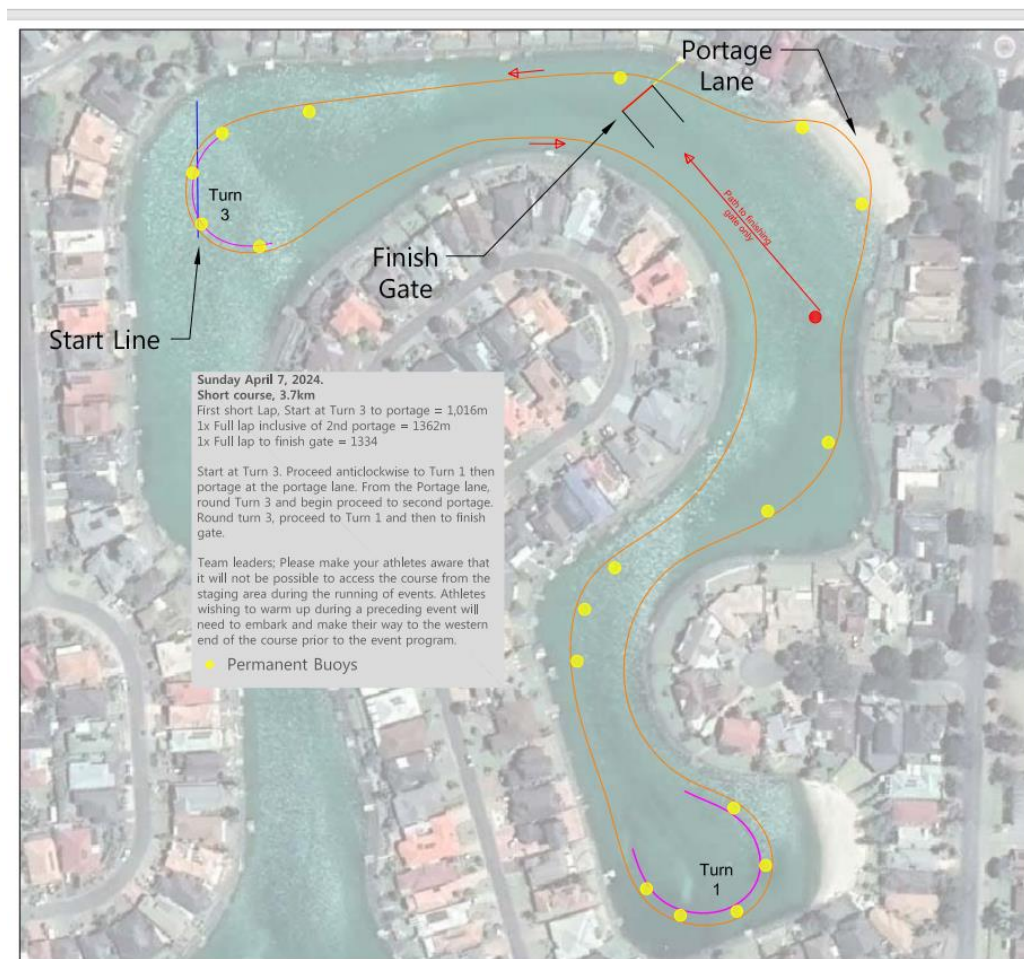 Portage
Lane
Turn
3
Path to finishing
gate only
Finish
Gate
Start Line
Sunday April 7, 2024.
Short course, 3.7km
First short Lap, Start at Turn 3 to portage = 1,016m
1x Full lap inclusive of 2nd portage = 1362m
1x Full lap to finish gate = 1334
Start at Turn 3. Proceed anticlockwise to Turn 1 then
portage at the portage lane. From the Portage lane,
round Turn 3 and begin proceed to second portage.
Round turn 3, proceed to Turn 1 and then to finish
gate.
Team leaders; Please make your athletes aware that
it will not be possible to access the course from the
staging area during the running of events. Athletes
wishing to warm up during a preceding event will
need to embark and make their way to the western
end of the course prior to the event program.
Permanent Buoys
Turn
1